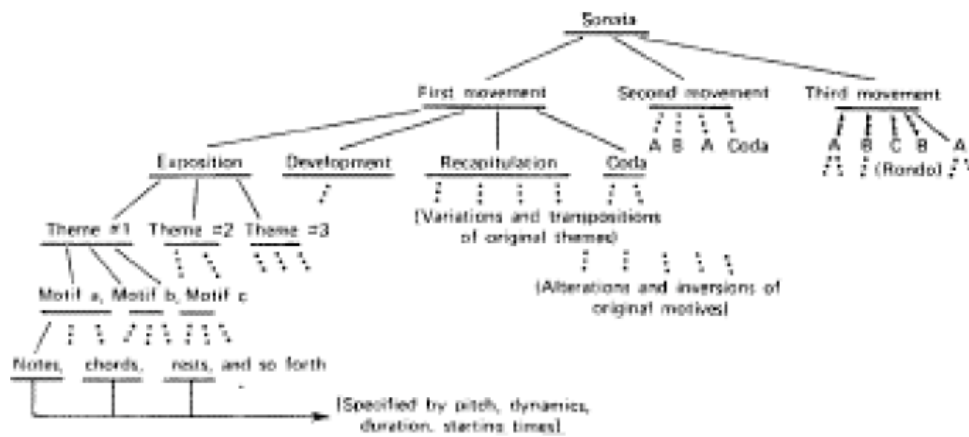 Sonata
First movement Second movement Third movement
A B A Coda A B C B A
Exposition Development Recapitulation Coda (Rondo)
(Variations and transpositions
of original themes)
Theme #1 Theme #2 Theme #3
(Alterations and inversions of
original motives)
Motif a, Motif b, Motif c
Notes, chords, rests, and so forth
[Specified by pitch, dynamics,
duration, starting times]